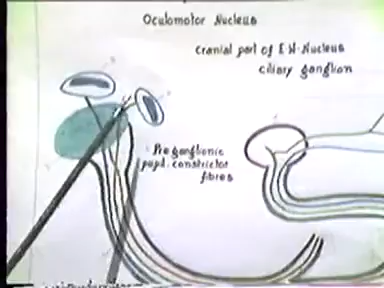 Oculomotor Nucleus
cranial part of E.W. Nucleus
ciliary ganglion
Preganglionic
pupil. constrictor
fibres